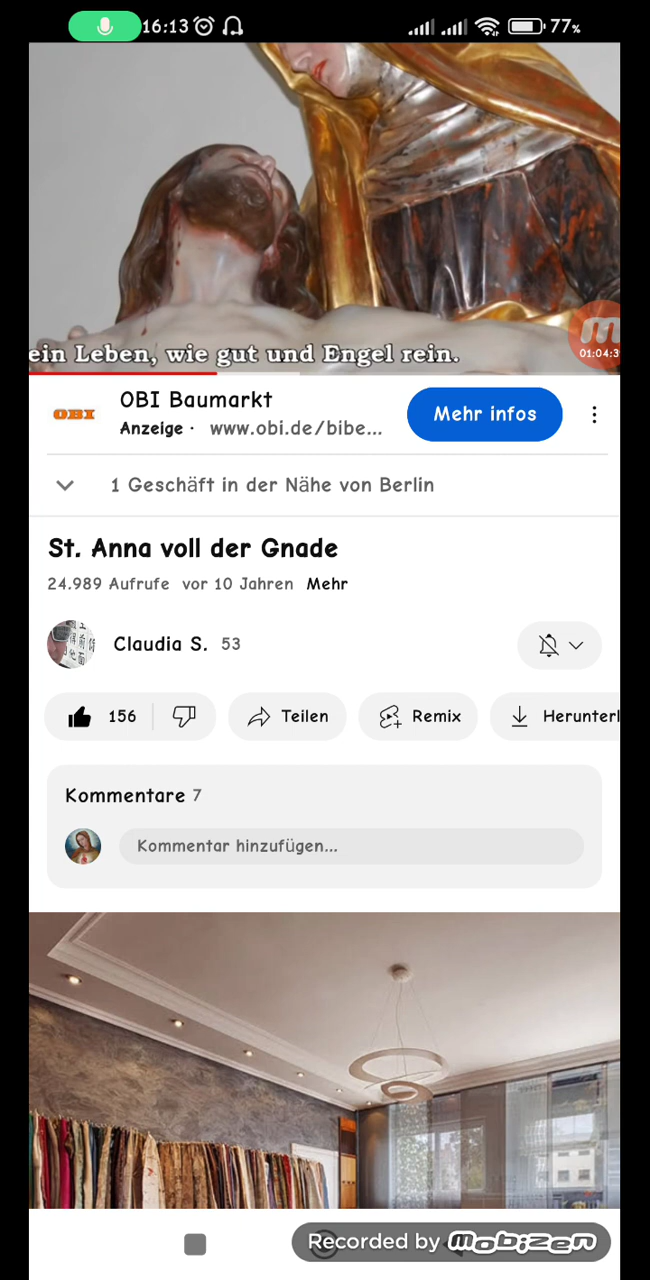 16:13
77%
ein Leben, wie gut und Engel rein.
01:04:3
OBI
OBI Baumarkt
Anzeige · www.obi.de/bibe...
Mehr infos
1 Geschäft in der Nähe von Berlin
St. Anna voll der Gnade
24.989 Aufrufe vor 10 Jahren Mehr
Claudia S. 53
156
Teilen
Remix
Herunterl
Kommentare 7
Kommentar hinzufügen...
Recorded by Mobizen